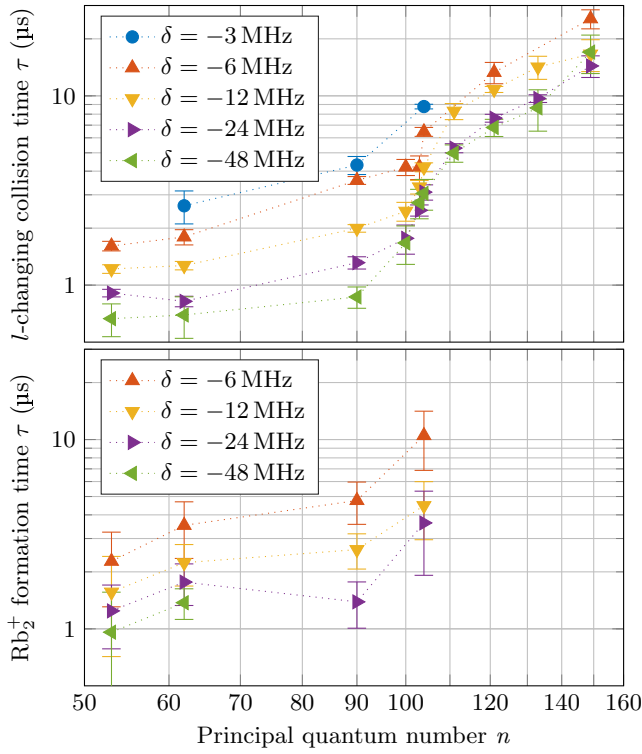 l-changing collision time τ (µs)
10
1
δ = −3 MHz
δ = −6 MHz
δ = −12 MHz
δ = −24 MHz
δ = −48 MHz
Rb₂⁺ formation time τ (µs)
10
1
δ = −6 MHz
δ = −12 MHz
δ = −24 MHz
δ = −48 MHz
50 60 70 80 90 100 120 140 160
Principal quantum number n